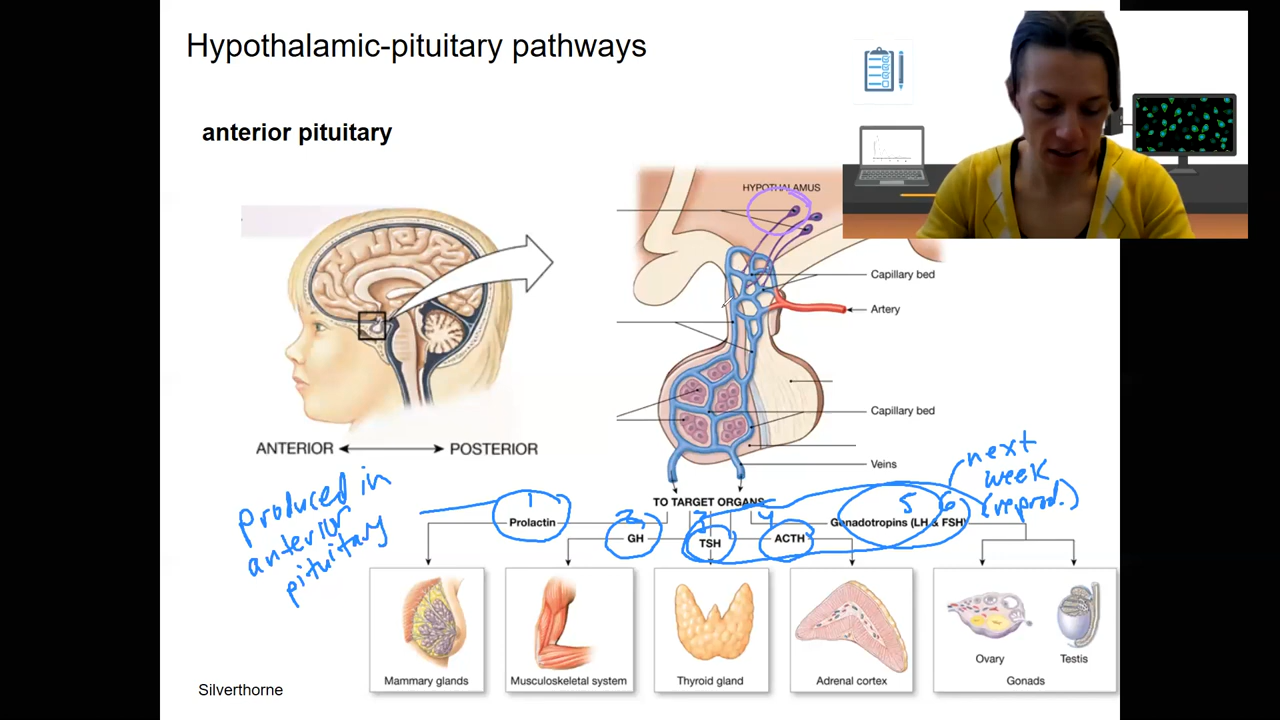 Hypothalamic-pituitary pathways
anterior pituitary
HYPOTHALAMUS
Capillary bed
Artery
Capillary bed
Veins
ANTERIOR
POSTERIOR
next
week
(reprod.)
produced in
anterior
pituitary
TO TARGET ORGANS
1
2
3
4
5
6
Prolactin
GH
TSH
ACTH
Gonadotropins (LH & FSH)
Mammary glands
Musculoskeletal system
Thyroid gland
Adrenal cortex
Ovary
Testis
Gonads
Silverthorne